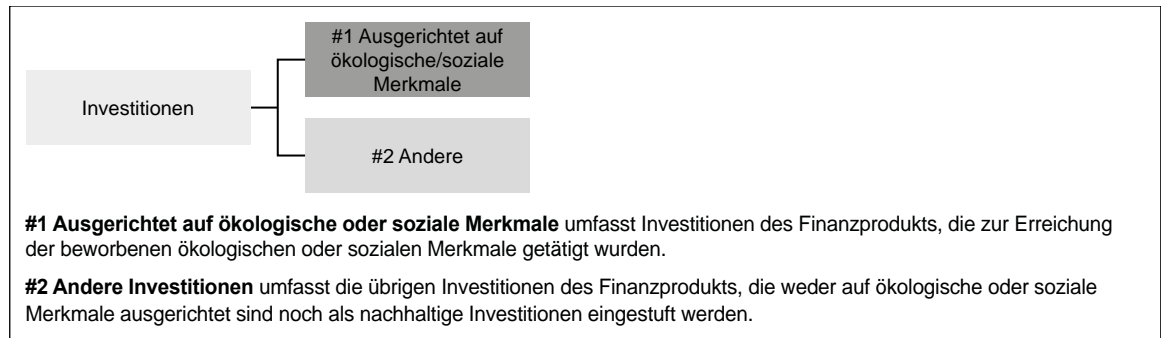 #1 Ausgerichtet auf
ökologische/soziale
Merkmale
Investitionen
#2 Andere
#1 Ausgerichtet auf ökologische oder soziale Merkmale umfasst Investitionen des Finanzprodukts, die zur Erreichung
der beworbenen ökologischen oder sozialen Merkmale getätigt wurden.
#2 Andere Investitionen umfasst die übrigen Investitionen des Finanzprodukts, die weder auf ökologische oder soziale
Merkmale ausgerichtet sind noch als nachhaltige Investitionen eingestuft werden.